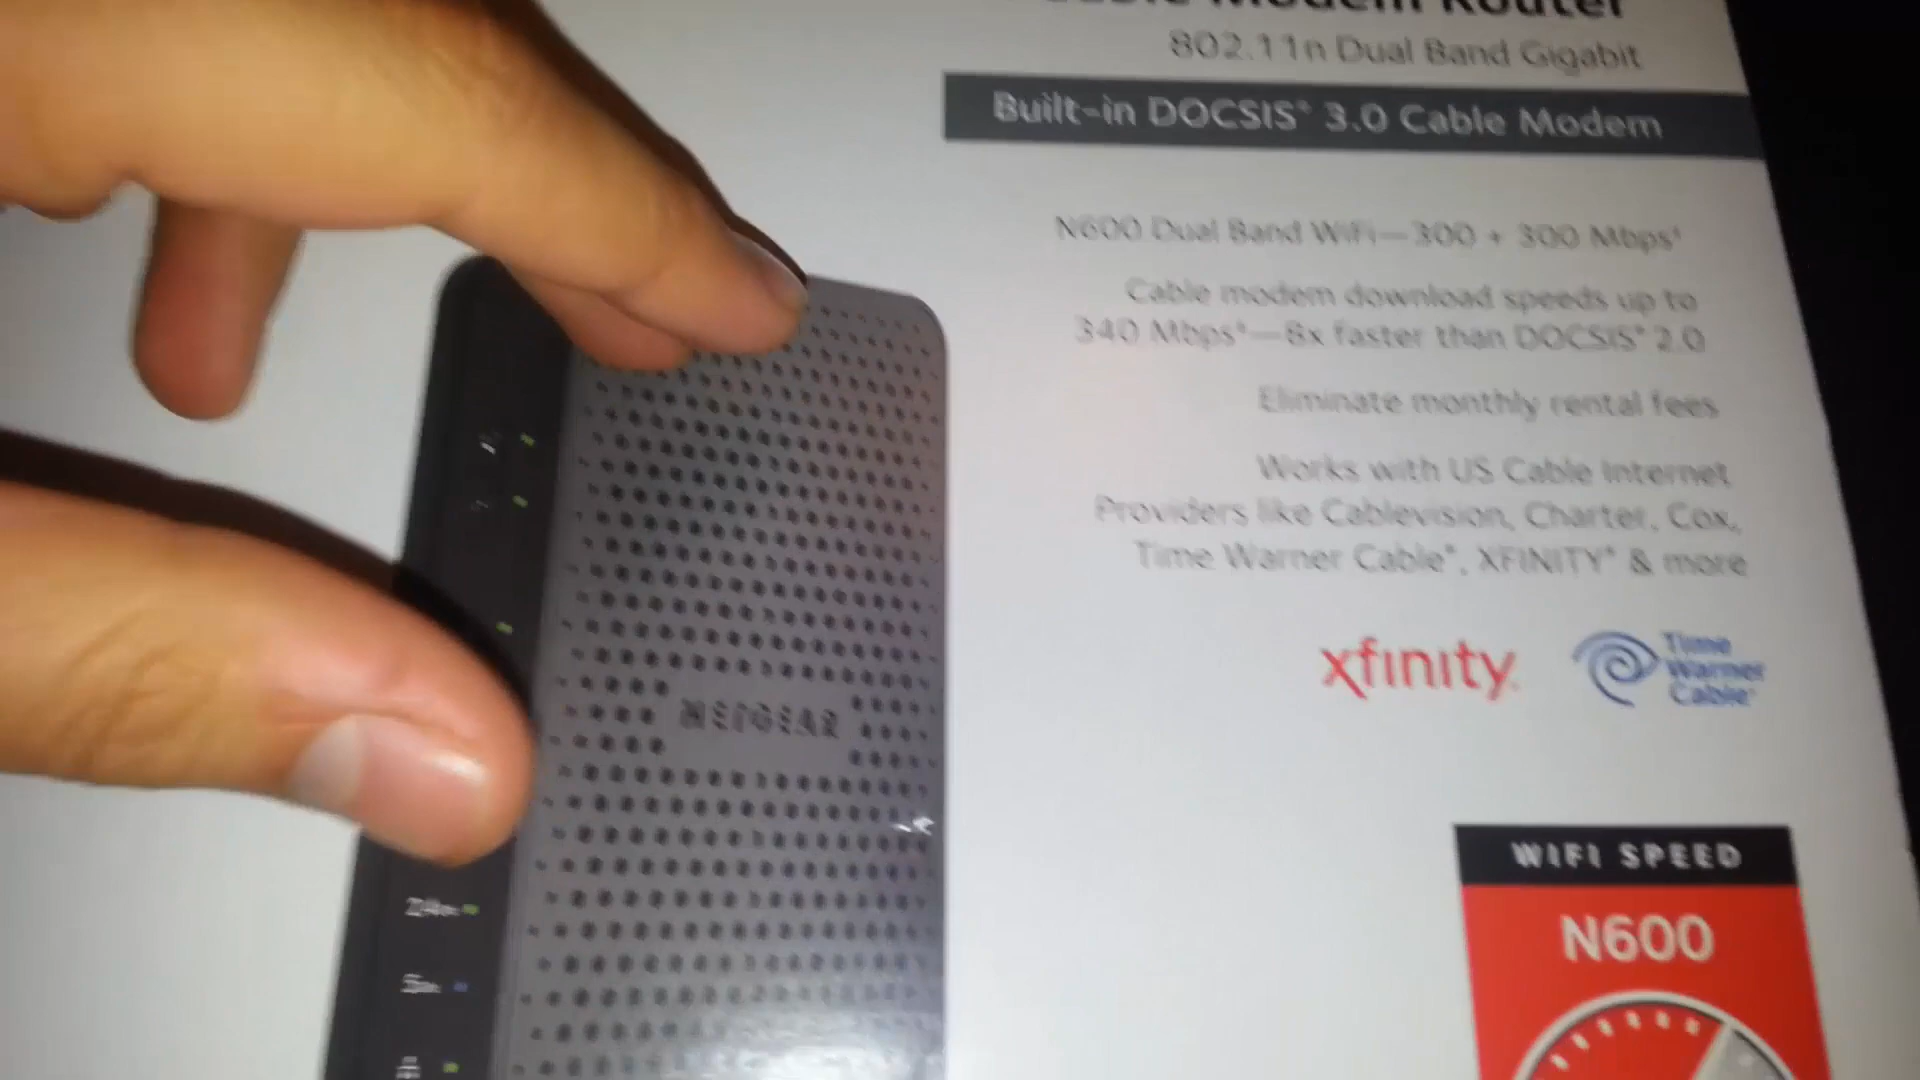 Cable Modem Router
802.11n Dual Band Gigabit
Built-in DOCSIS® 3.0 Cable Modem
N600 Dual Band WiFi—300 + 300 Mbps†
Cable modem download speeds up to
340 Mbps*—8x faster than DOCSIS® 2.0
Eliminate monthly rental fees
Works with US Cable Internet
Providers like Cablevision, Charter, Cox,
Time Warner Cable®, XFINITY® & more
xfinity
Time
Warner
Cable®
NETGEAR
WIFI SPEED
N600